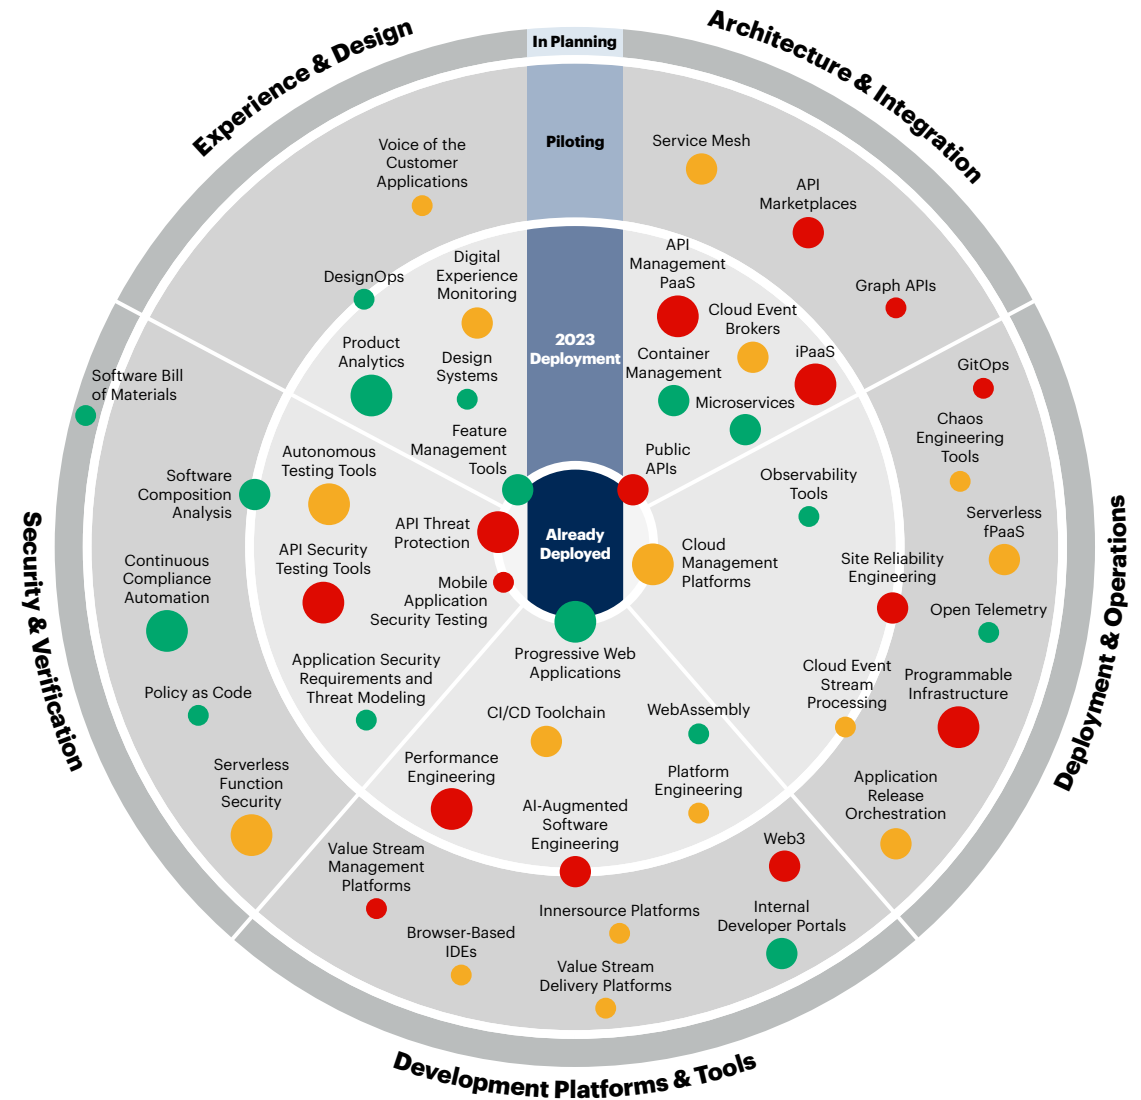 Experience & Design
Architecture & Integration
In Planning
Piloting
2023
Deployment
Already
Deployed
Voice of the
Customer
Applications
DesignOps
Digital
Experience
Monitoring
Product
Analytics
Design
Systems
Feature
Management
Tools
Service Mesh
API
Marketplaces
Graph APIs
API
Management
PaaS
Cloud Event
Brokers
iPaaS
Container
Management
Microservices
Public
APIs
GitOps
Chaos
Engineering
Tools
Observability
Tools
Serverless
fPaaS
Site Reliability
Engineering
Open Telemetry
Cloud
Management
Platforms
Cloud Event
Stream
Processing
Programmable
Infrastructure
Application
Release
Orchestration
Deployment & Operations
Software Bill
of Materials
Software
Composition
Analysis
Autonomous
Testing Tools
API Threat
Protection
API Security
Testing Tools
Mobile
Application
Security Testing
Continuous
Compliance
Automation
Application Security
Requirements and
Threat Modeling
Policy as Code
Serverless
Function
Security
Security & Verification
Progressive Web
Applications
CI/CD Toolchain
WebAssembly
Performance
Engineering
Platform
Engineering
AI-Augmented
Software
Engineering
Value Stream
Management
Platforms
Web3
Browser-Based
IDEs
Innersource Platforms
Internal
Developer Portals
Value Stream
Delivery Platforms
Development Platforms & Tools